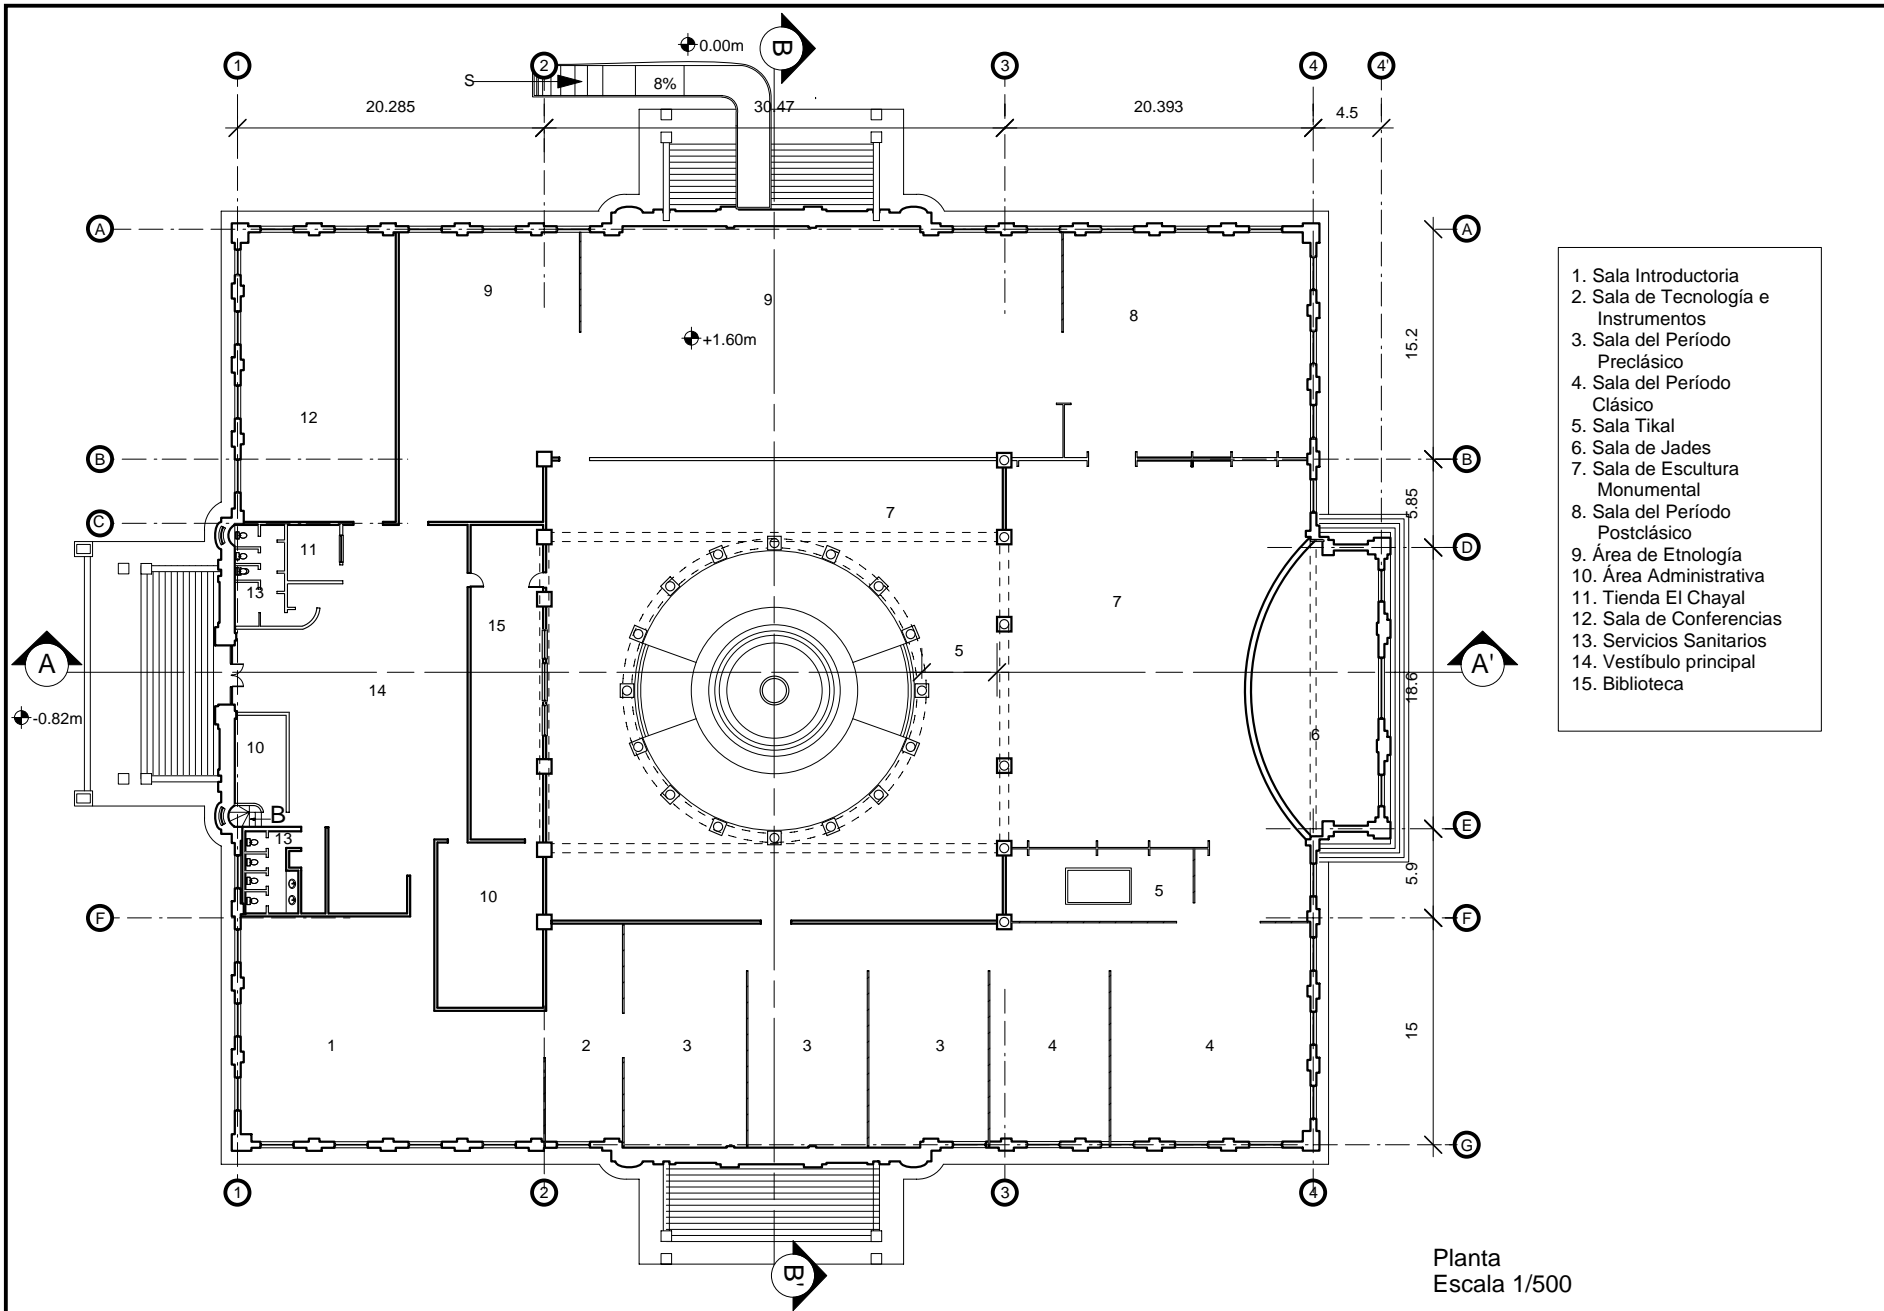 0.00m
B
1
2
3
4
4'
S
8%
20.285
30.47
20.393
4.5
A
A
9
9
8
+1.60m
15.2
12
B
B
7
5.85
C
11
D
13
15
7
5
A
A'
14
18.6
-0.82m
10
6
B
13
E
5.9
10
5
F
F
1
2
3
3
3
4
4
15
G
1
2
3
4
B'
1. Sala Introductoria
2. Sala de Tecnología e
Instrumentos
3. Sala del Período
Preclásico
4. Sala del Período
Clásico
5. Sala Tikal
6. Sala de Jades
7. Sala de Escultura
Monumental
8. Sala del Período
Postclásico
9. Área de Etnología
10. Área Administrativa
11. Tienda El Chayal
12. Sala de Conferencias
13. Servicios Sanitarios
14. Vestíbulo principal
15. Biblioteca
Planta
Escala 1/500